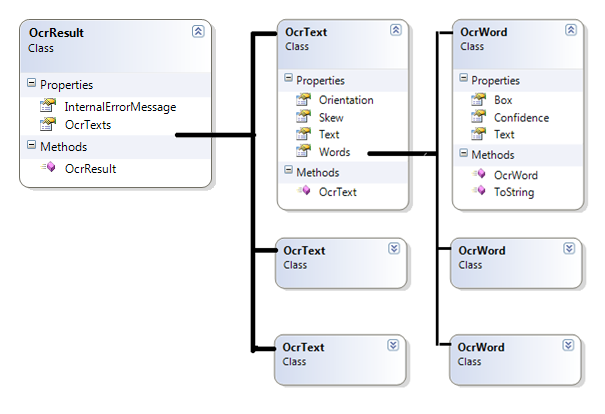 OcrResult
Class
Properties
InternalErrorMessage
OcrTexts
Methods
OcrResult
OcrText
Class
Properties
Orientation
Skew
Text
Words
Methods
OcrText
OcrText
Class
OcrText
Class
OcrWord
Class
Properties
Box
Confidence
Text
Methods
OcrWord
ToString
OcrWord
Class
OcrWord
Class